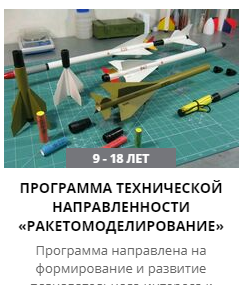 9 - 18 ЛЕТ
ПРОГРАММА ТЕХНИЧЕСКОЙ
НАПРАВЛЕННОСТИ
«РАКЕТОМОДЕЛИРОВАНИЕ»
Программа направлена на
формирование и развитие